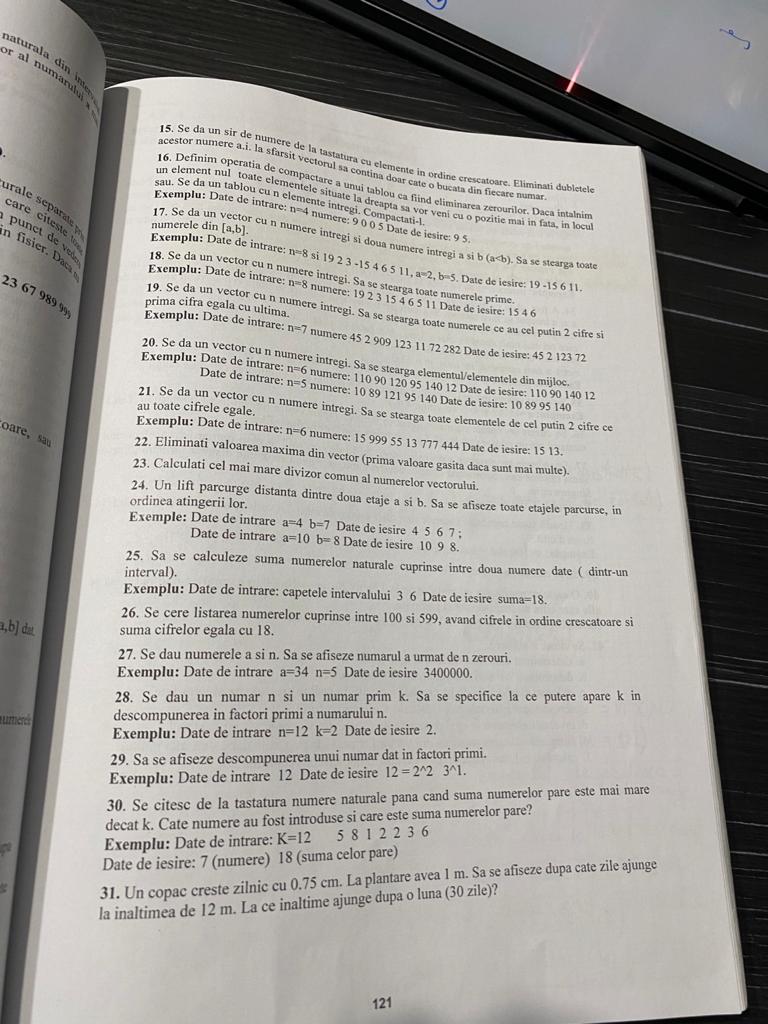 naturala din
or al numarului a
turale separate prin
care citeste toate
punct de vedere
in fisier. Daca
23 67 989 999
oare, sau
a,b] dat.
numerele
15. Se da un sir de numere de la tastatura cu elemente in ordine crescatoare. Eliminati dubletele
acestor numere a.i. la sfarsit vectorul sa contina doar cate o bucata din fiecare numar.
16. Definim operatia de compactare a unui tablou ca fiind eliminarea zerourilor. Daca intalnim
un element nul toate elementele situate la dreapta sa vor veni cu o pozitie mai in fata, in locul
sau. Se da un tablou cu n elemente intregi. Compactati-l.
Exemplu: Date de intrare: n=4 numere: 9 0 0 5 Date de iesire: 9 5.
17. Se da un vector cu n numere intregi si doua numere intregi a si b (a<b). Sa se stearga toate
numerele din [a,b].
Exemplu: Date de intrare: n=8 si 19 2 3 -15 4 6 5 11, a=2, b=5. Date de iesire: 19 -15 6 11.
18. Se da un vector cu n numere intregi. Sa se stearga toate numerele prime.
Exemplu: Date de intrare: n=8 numere: 19 2 3 15 4 6 5 11 Date de iesire: 15 4 6
19. Se da un vector cu n numere intregi. Sa se stearga toate numerele ce au cel putin 2 cifre si
prima cifra egala cu ultima.
Exemplu: Date de intrare: n=7 numere 45 2 909 123 11 72 282 Date de iesire: 45 2 123 72
20. Se da un vector cu n numere intregi. Sa se stearga elementul/elementele din mijloc.
Exemplu: Date de intrare: n=6 numere: 110 90 120 95 140 12 Date de iesire: 110 90 140 12
Date de intrare: n=5 numere: 10 89 121 95 140 Date de iesire: 10 89 95 140
21. Se da un vector cu n numere intregi. Sa se stearga toate elementele de cel putin 2 cifre ce
au toate cifrele egale.
Exemplu: Date de intrare: n=6 numere: 15 999 55 13 777 444 Date de iesire: 15 13.
22. Eliminati valoarea maxima din vector (prima valoare gasita daca sunt mai multe).
23. Calculati cel mai mare divizor comun al numerelor vectorului.
24. Un lift parcurge distanta dintre doua etaje a si b. Sa se afiseze toate etajele parcurse, in
ordinea atingerii lor.
Exemple: Date de intrare a=4 b=7 Date de iesire 4 5 6 7 ;
Date de intrare a=10 b= 8 Date de iesire 10 9 8.
25. Sa se calculeze suma numerelor naturale cuprinse intre doua numere date ( dintr-un
interval).
Exemplu: Date de intrare: capetele intervalului 3 6 Date de iesire suma=18.
26. Se cere listarea numerelor cuprinse intre 100 si 599, avand cifrele in ordine crescatoare si
suma cifrelor egala cu 18.
27. Se dau numerele a si n. Sa se afiseze numarul a urmat de n zerouri.
Exemplu: Date de intrare a=34 n=5 Date de iesire 3400000.
28. Se dau un numar n si un numar prim k. Sa se specifice la ce putere apare k in
descompunerea in factori primi a numarului n.
Exemplu: Date de intrare n=12 k=2 Date de iesire 2.
29. Sa se afiseze descompunerea unui numar dat in factori primi.
Exemplu: Date de intrare 12 Date de iesire 12 = 2^2 3^1.
30. Se citesc de la tastatura numere naturale pana cand suma numerelor pare este mai mare
decat k. Cate numere au fost introduse si care este suma numerelor pare?
Exemplu: Date de intrare: K=12 5 8 1 2 2 3 6
Date de iesire: 7 (numere) 18 (suma celor pare)
31. Un copac creste zilnic cu 0.75 cm. La plantare avea 1 m. Sa se afiseze dupa cate zile ajunge
la inaltimea de 12 m. La ce inaltime ajunge dupa o luna (30 zile)?
121